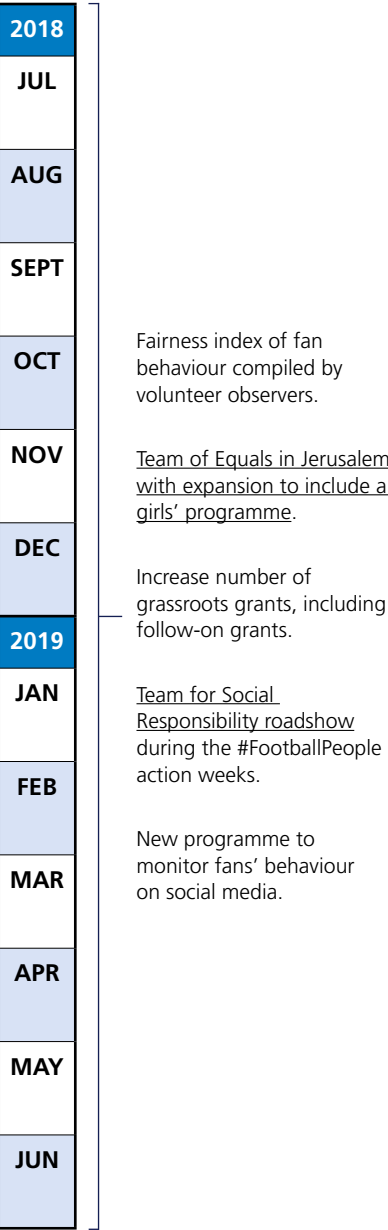 2018
JUL
AUG
SEPT
OCT
NOV
DEC
2019
JAN
FEB
MAR
APR
MAY
JUN
Fairness index of fan
behaviour compiled by
volunteer observers.
Team of Equals in Jerusalem
with expansion to include a
girls’ programme.
Increase number of
grassroots grants, including
follow-on grants.
Team for Social
Responsibility roadshow
during the #FootballPeople
action weeks.
New programme to
monitor fans’ behaviour
on social media.